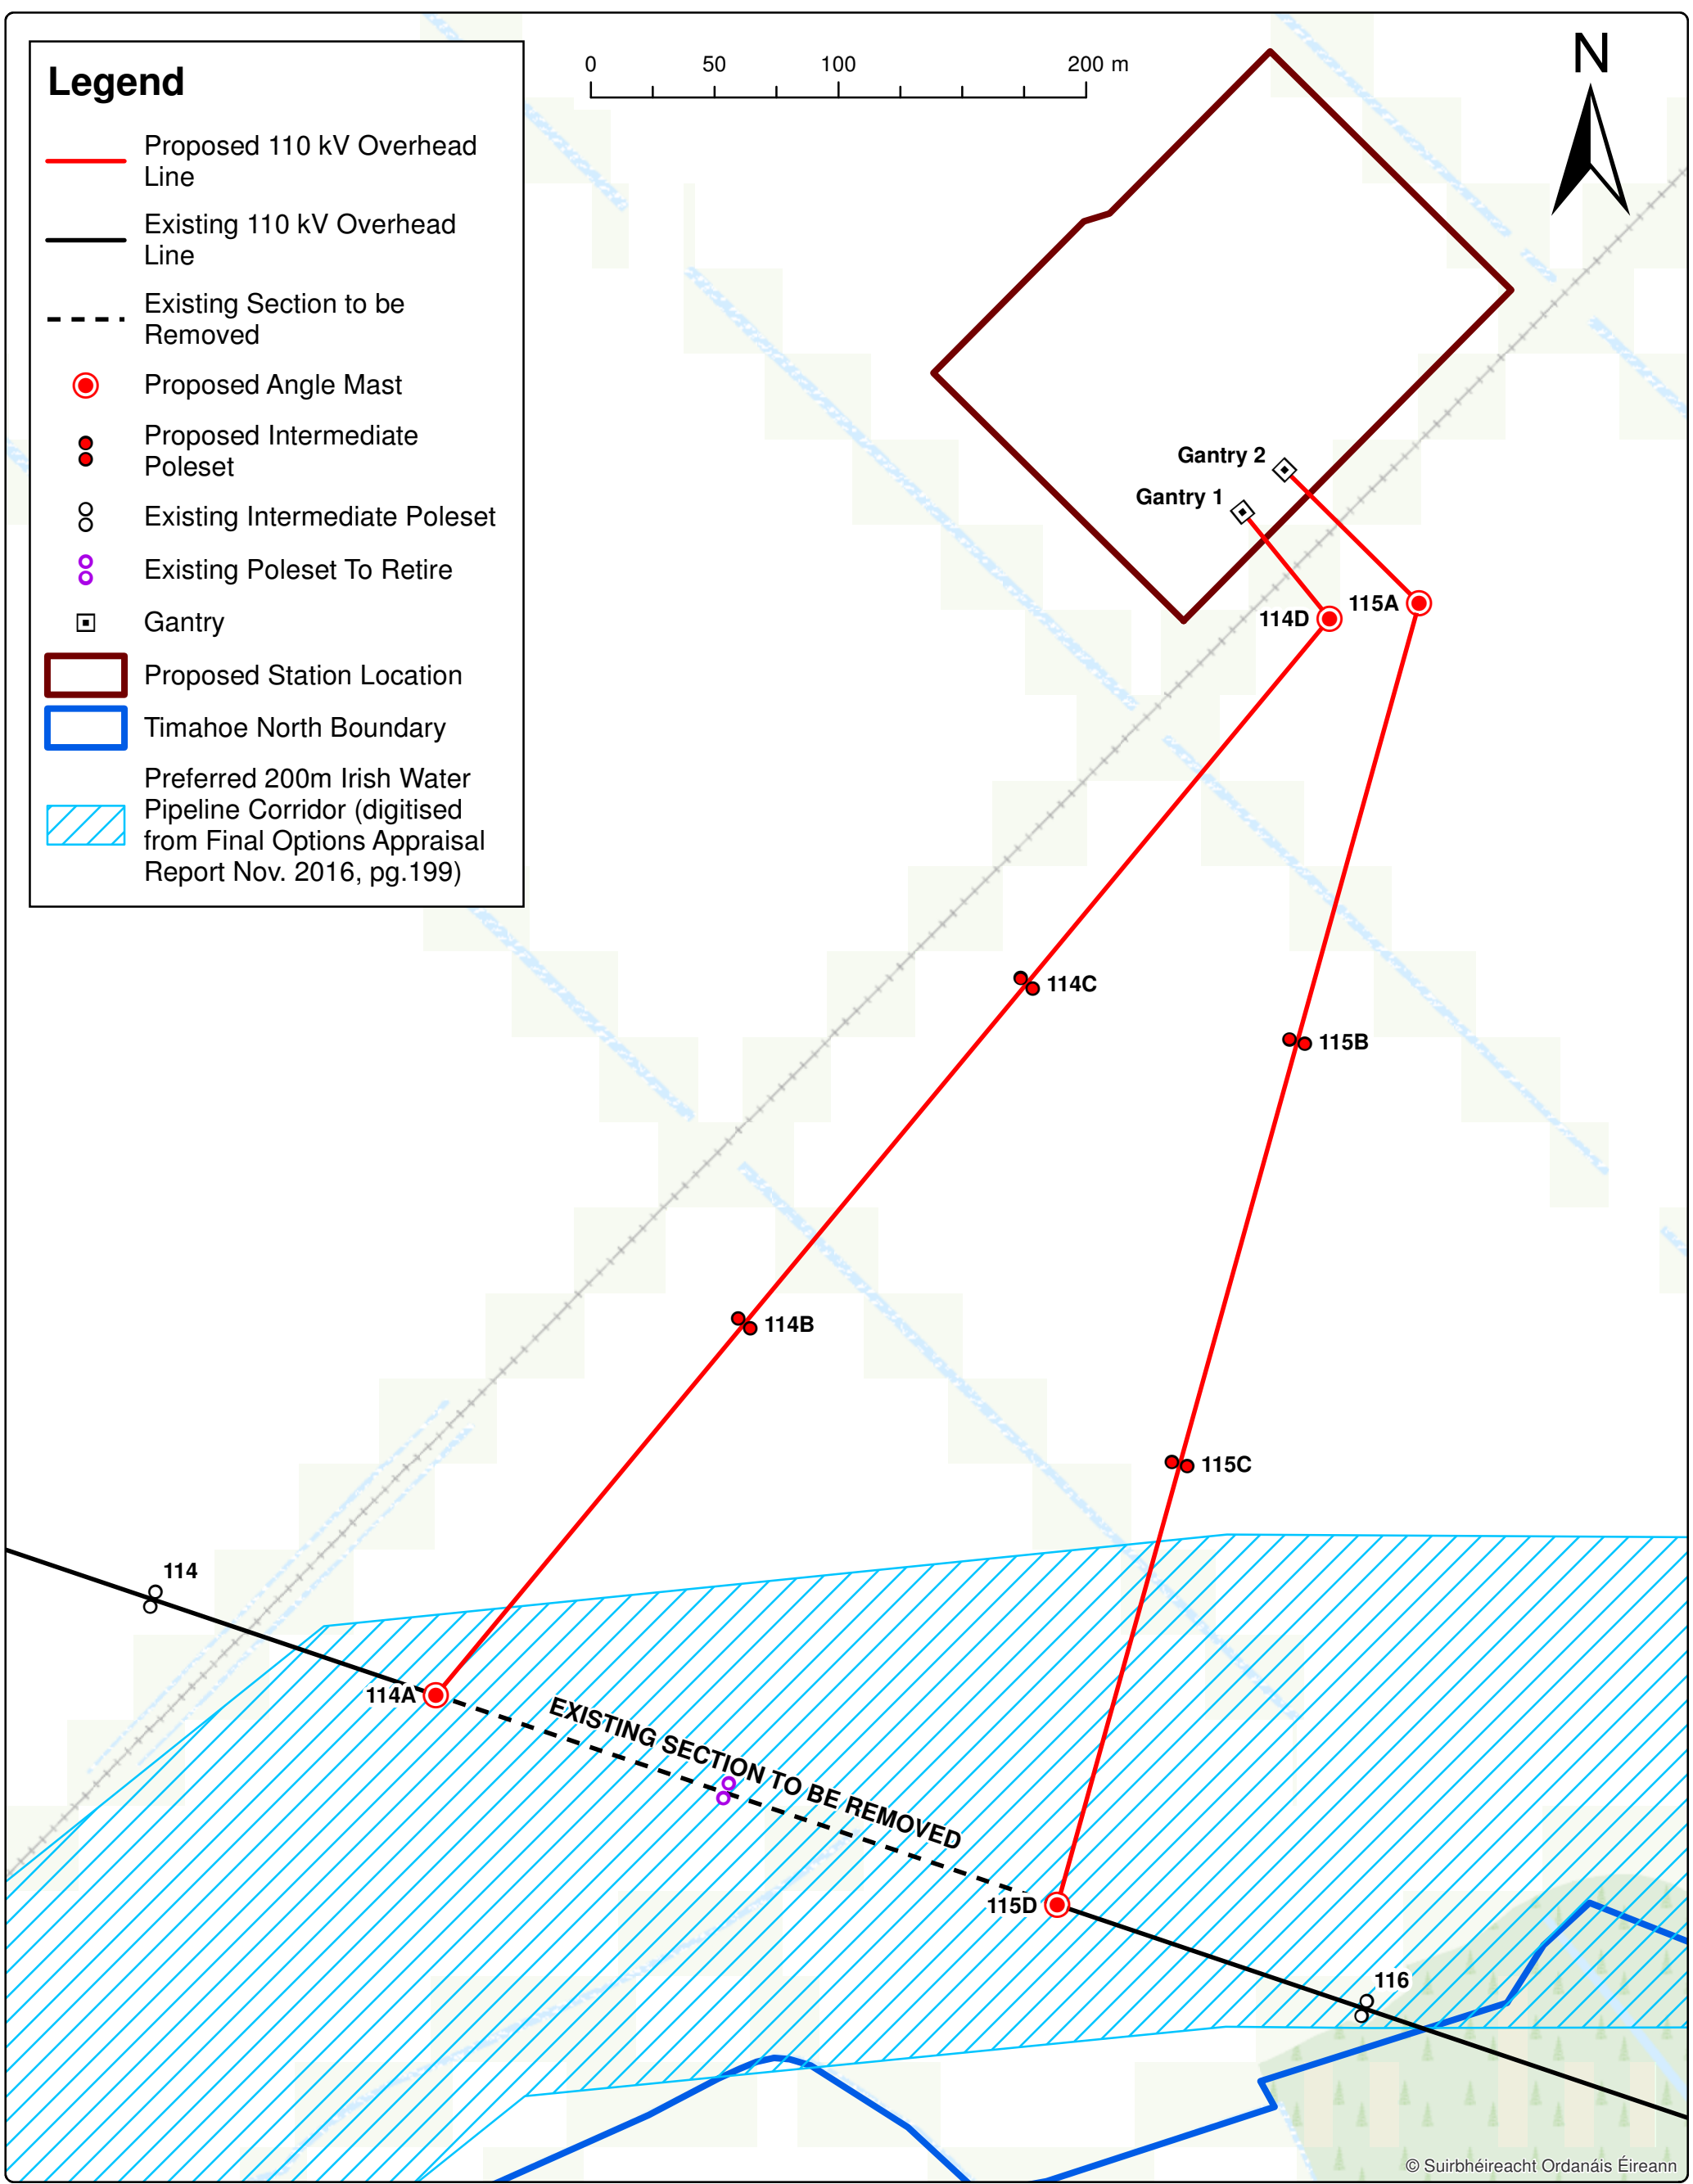 Legend
Proposed 110 kV Overhead
Line
Existing 110 kV Overhead
Line
Existing Section to be
Removed
Proposed Angle Mast
Proposed Intermediate
Poleset
Existing Intermediate Poleset
Existing Poleset To Retire
Gantry
Proposed Station Location
Timahoe North Boundary
Preferred 200m Irish Water
Pipeline Corridor (digitised
from Final Options Appraisal
Report Nov. 2016, pg.199)
0 50 100 200 m
N
Gantry 2
Gantry 1
114D
115A
114C
115B
114B
115C
114
114A
EXISTING SECTION TO BE REMOVED
115D
116
© Suirbhéireacht Ordanáis Éireann